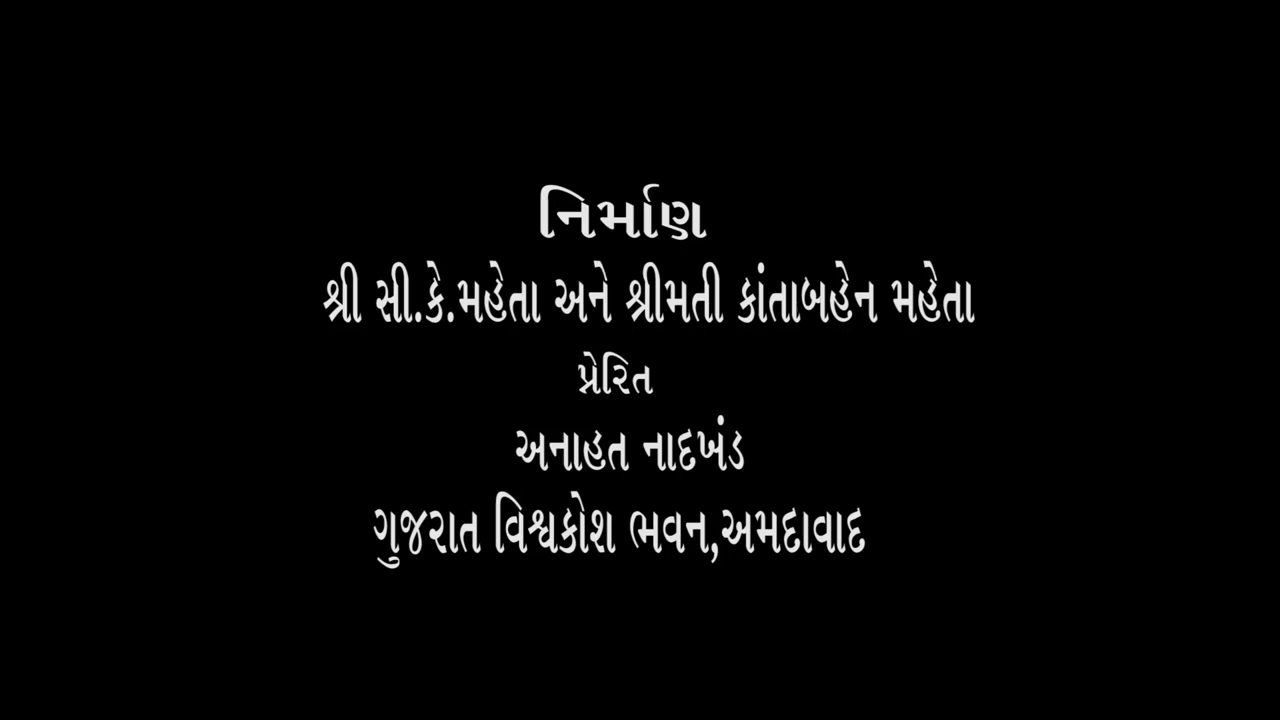 નિર્માણ
શ્રી સી.કે.મહેતા અને શ્રીમતી કાંતાબહેન મહેતા
પ્રેરિત
અનાહત નાદખંડ
ગુજરાત વિશ્વકોશ ભવન,અમદાવાદ